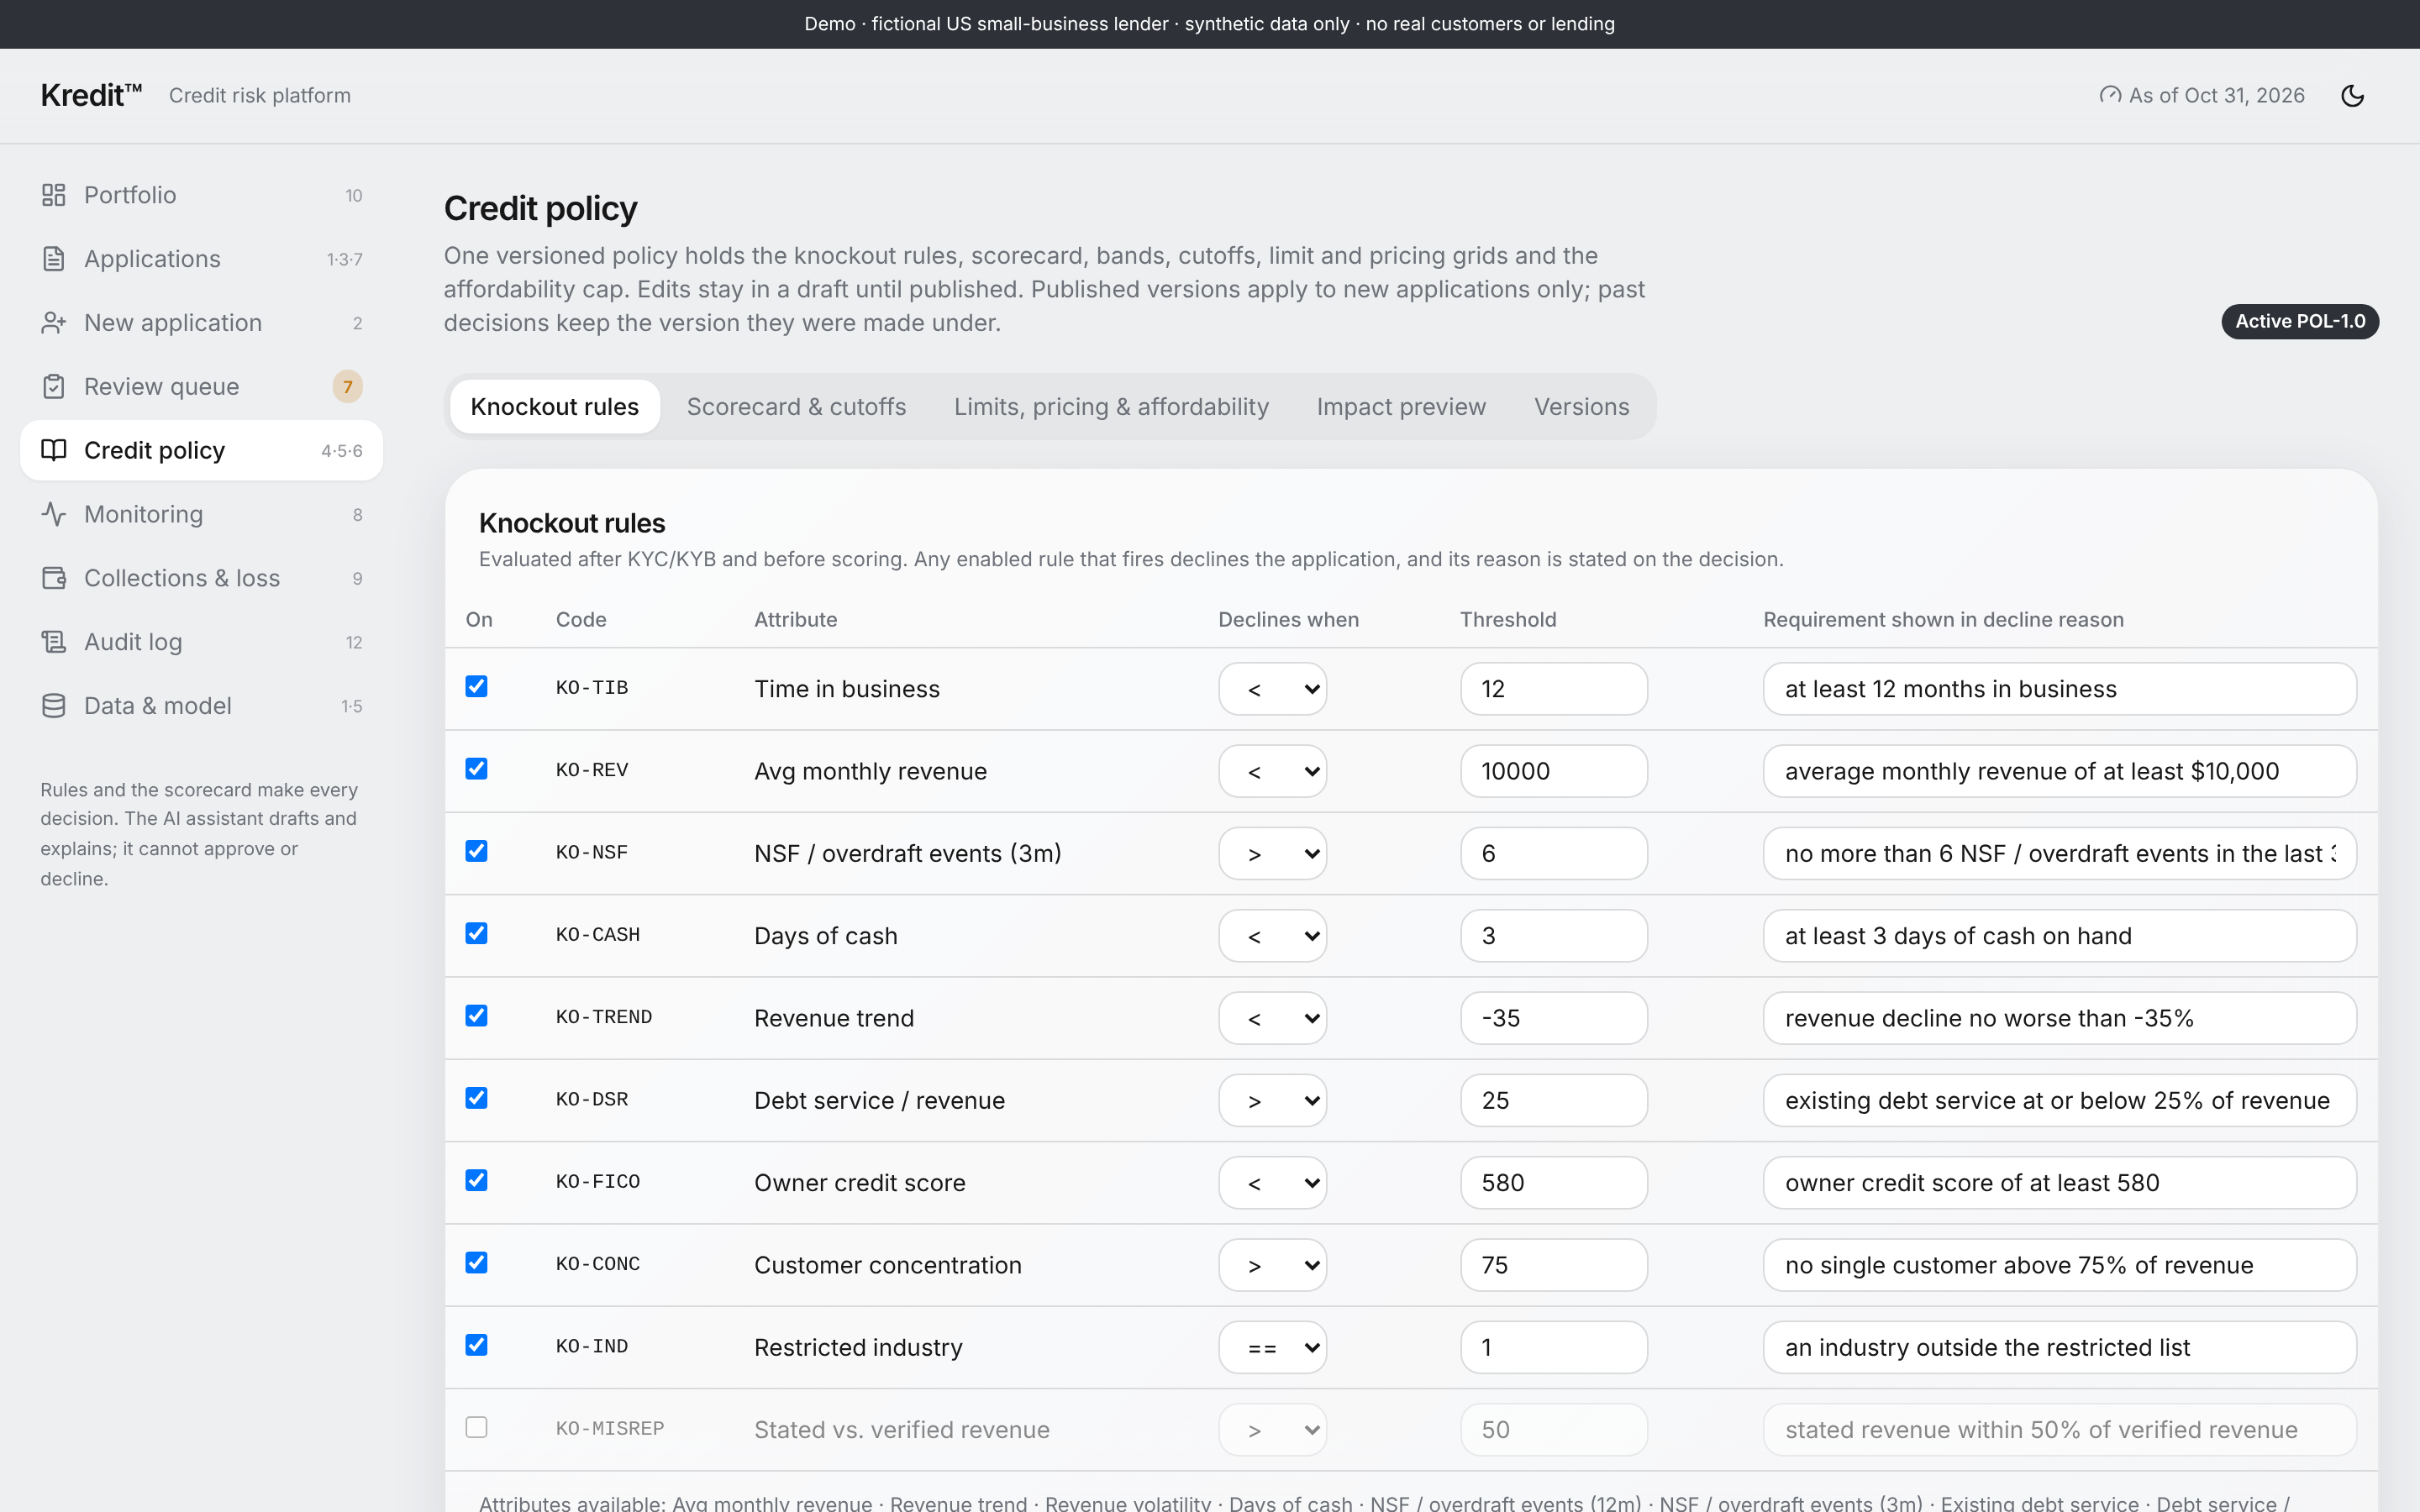 Demo · fictional US small-business lender · synthetic data only · no real customers or lending
Kredit™ Credit risk platform
As of Oct 31, 2026
Portfolio 10
Applications 1·3·7
New application 2
Review queue 7
Credit policy 4·5·6
Monitoring 8
Collections & loss 9
Audit log 12
Data & model 1·5
Rules and the scorecard make every
decision. The AI assistant drafts and
explains; it cannot approve or
decline.
Credit policy
One versioned policy holds the knockout rules, scorecard, bands, cutoffs, limit and pricing grids and the
affordability cap. Edits stay in a draft until published. Published versions apply to new applications only; past
decisions keep the version they were made under.
Active POL-1.0
Knockout rules Scorecard & cutoffs Limits, pricing & affordability Impact preview Versions
Knockout rules
Evaluated after KYC/KYB and before scoring. Any enabled rule that fires declines the application, and its reason is stated on the decision.
On Code Attribute Declines when Threshold Requirement shown in decline reason
KO-TIB Time in business < 12 at least 12 months in business
KO-REV Avg monthly revenue < 10000 average monthly revenue of at least $10,000
KO-NSF NSF / overdraft events (3m) > 6 no more than 6 NSF / overdraft events in the last
KO-CASH Days of cash < 3 at least 3 days of cash on hand
KO-TREND Revenue trend < -35 revenue decline no worse than -35%
KO-DSR Debt service / revenue > 25 existing debt service at or below 25% of revenue
KO-FICO Owner credit score < 580 owner credit score of at least 580
KO-CONC Customer concentration > 75 no single customer above 75% of revenue
KO-IND Restricted industry == 1 an industry outside the restricted list
KO-MISREP Stated vs. verified revenue > 50 stated revenue within 50% of verified revenue
Attributes available: Avg monthly revenue · Revenue trend · Revenue volatility · Days of cash · NSF / overdraft events (12m) · NSF / overdraft events (3m) · Existing debt service · Debt service /